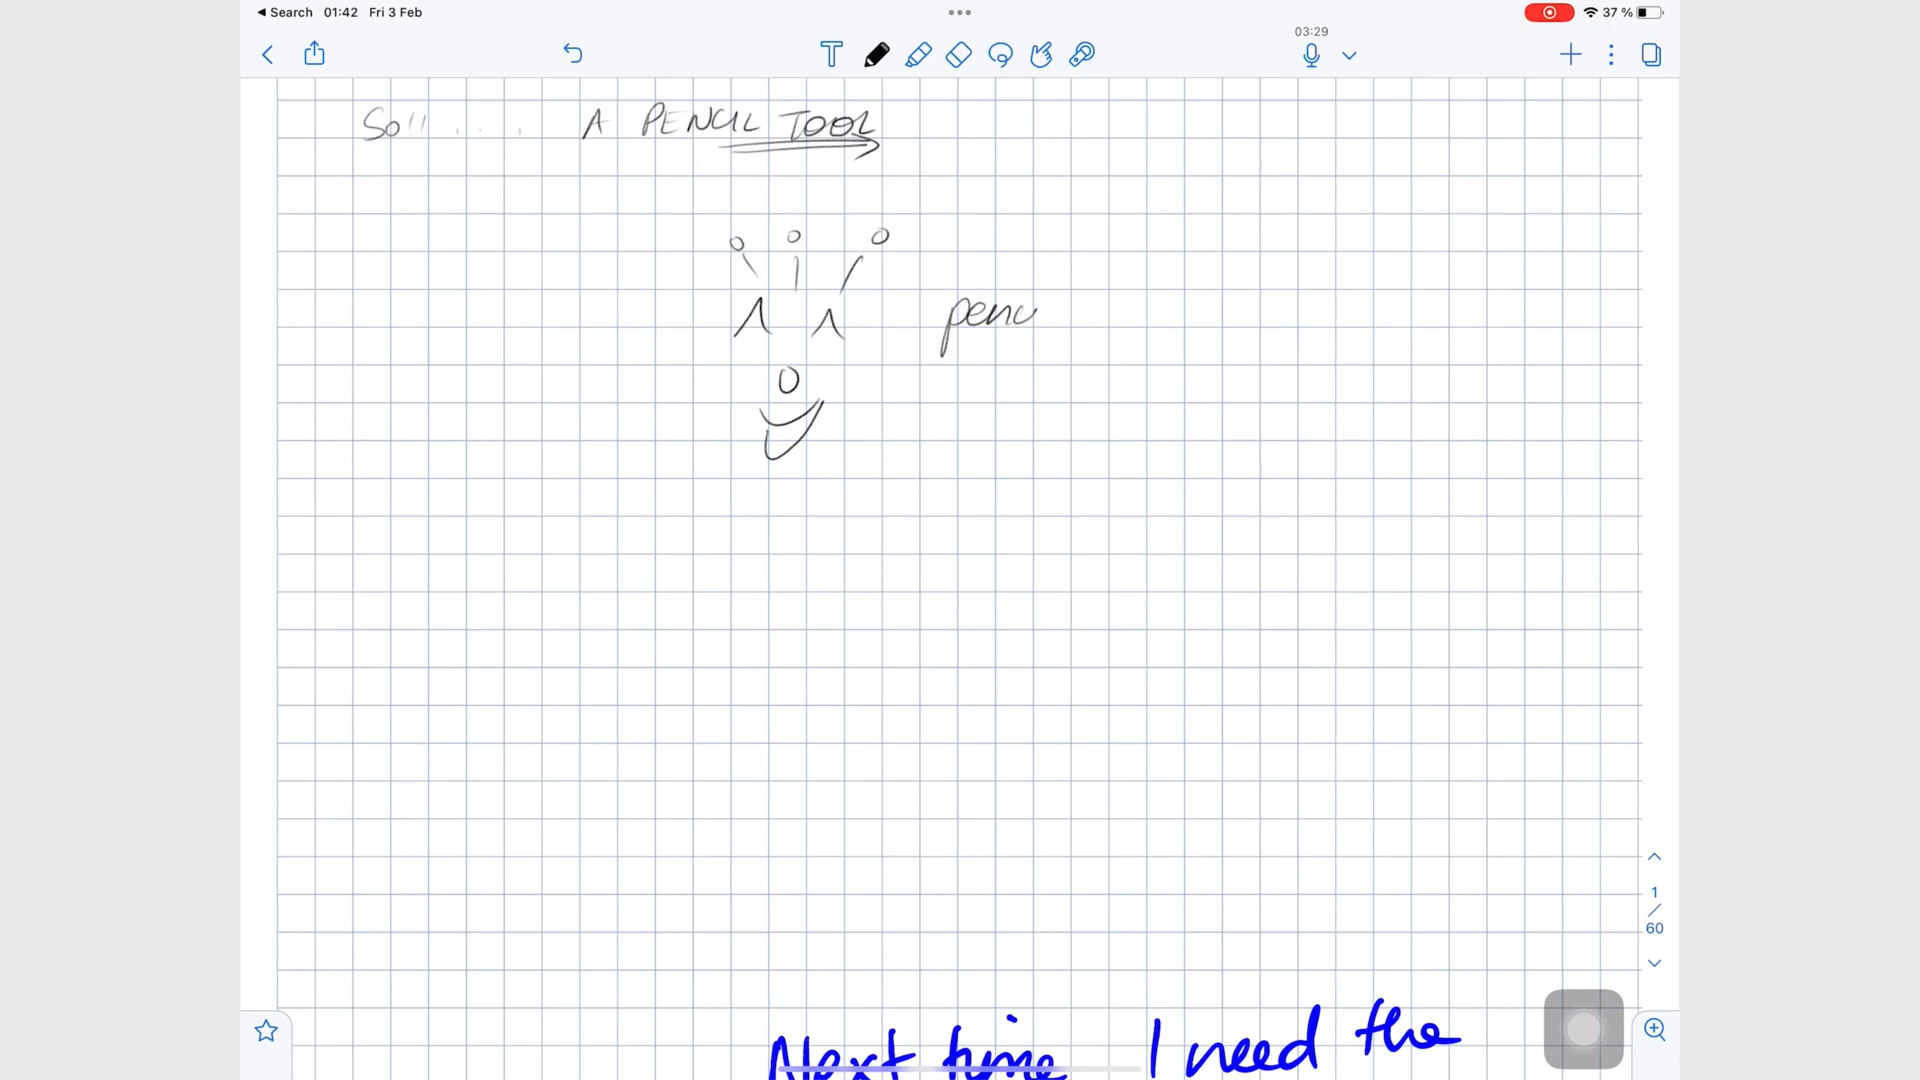 Search 01:42 Fri 3 Feb 37 %
03:29
So!! .... A PENCIL TOOL
penc
1
/
60
Next time I need the